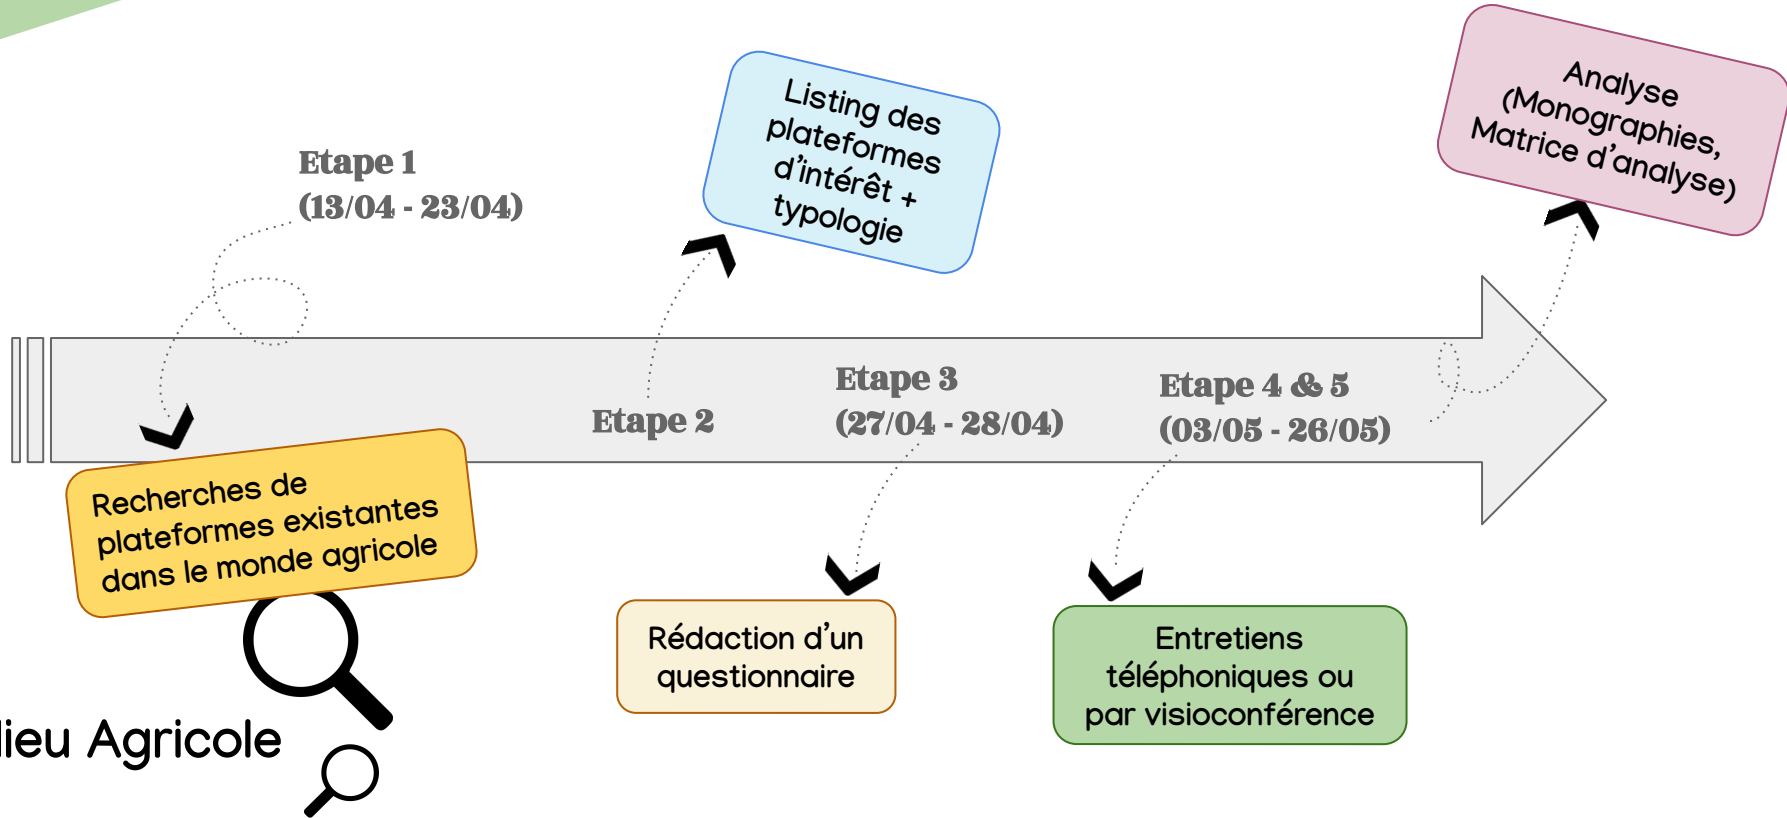 Etape 1
(13/04 - 23/04)
Recherches de
plateformes existantes
dans le monde agricole
Listing des
plateformes
d'intérêt +
typologie
Etape 2
Etape 3
(27/04 - 28/04)
Rédaction d'un
questionnaire
Etape 4 & 5
(03/05 - 26/05)
Entretiens
téléphoniques ou
par visioconférence
Analyse
(Monographies,
Matrice d'analyse)
lieu Agricole